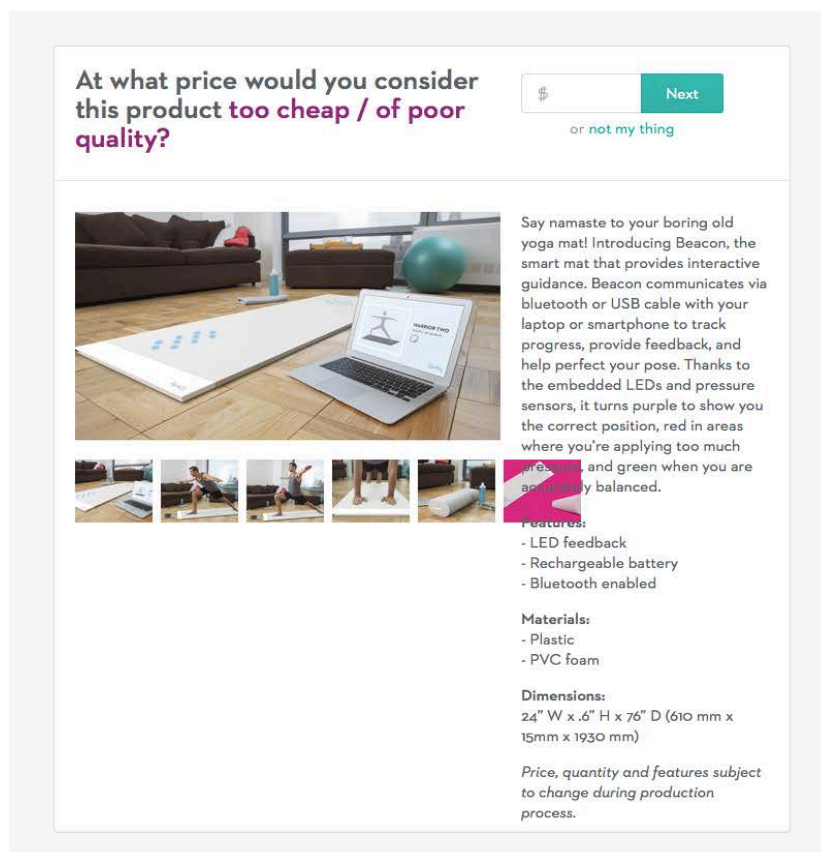 At what price would you consider
this product too cheap / of poor
quality?
$
Next
or not my thing
WARRIOR TWO
Say namaste to your boring old
yoga mat! Introducing Beacon, the
smart mat that provides interactive
guidance. Beacon communicates via
bluetooth or USB cable with your
laptop or smartphone to track
progress, provide feedback, and
help perfect your pose. Thanks to
the embedded LEDs and pressure
sensors, it turns purple to show you
the correct position, red in areas
where you're applying too much
pressure, and green when you are
accurately balanced.
Features:
- LED feedback
- Rechargeable battery
- Bluetooth enabled
Materials:
- Plastic
- PVC foam
Dimensions:
24" W x .6" H x 76" D (610 mm x
15mm x 1930 mm)
Price, quantity and features subject
to change during production
process.